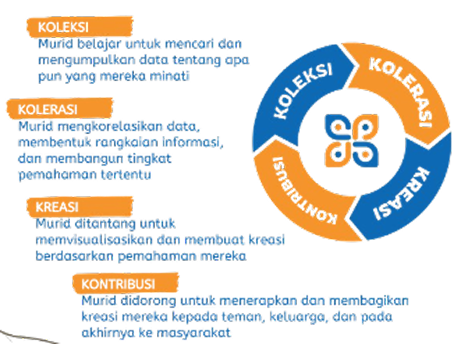 KOLEKSI
Murid belajar untuk mencari dan
mengumpulkan data tentang apa
pun yang mereka minati
KOLERASI
Murid mengkorelasikan data,
membentuk rangkaian informasi,
dan membangun tingkat
pemahaman tertentu
KREASI
Murid ditantang untuk
memvisualisasikan dan membuat kreasi
berdasarkan pemahaman mereka
KONTRIBUSI
Murid didorong untuk menerapkan dan membagikan
kreasi mereka kepada teman, keluarga, dan pada
akhirnya ke masyarakat
KOLEKSI
KOLERASI
KREASI
KONTRIBUSI